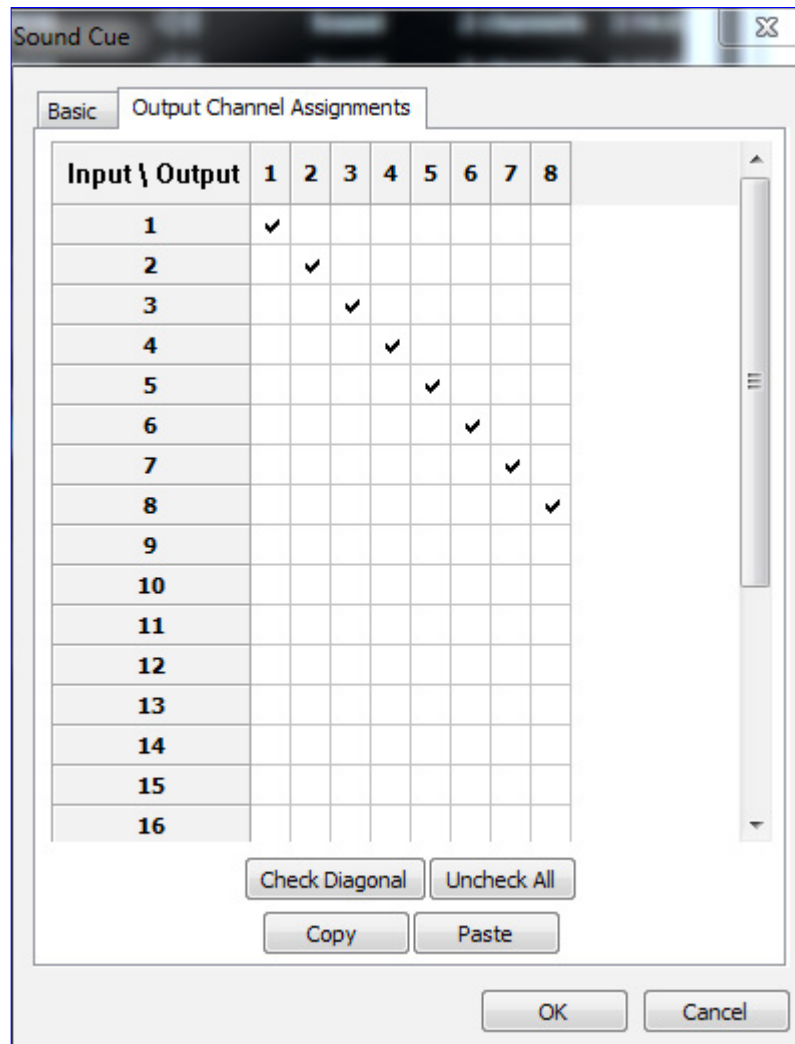 Sound Cue
Basic Output Channel Assignments
Input \ Output 1 2 3 4 5 6 7 8
1
2
3
4
5
6
7
8
9
10
11
12
13
14
15
16
Check Diagonal Uncheck All
Copy Paste
OK Cancel